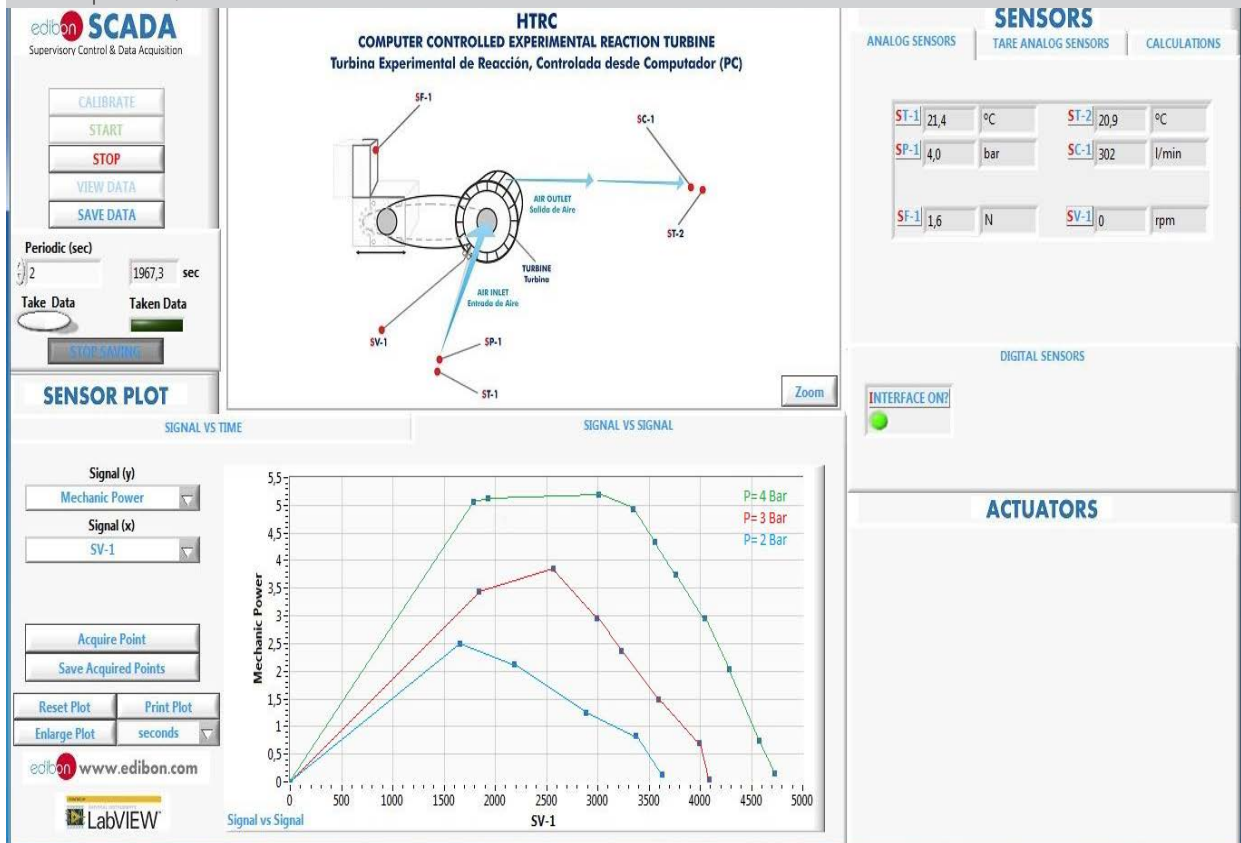 edibon SCADA
Supervisory Control & Data Acquisition
CALIBRATE
START
STOP
VIEW DATA
SAVE DATA
Periodic (sec)
2
1967,3 sec
Take Data
Taken Data
STOP SAVING
HTRC
COMPUTER CONTROLLED EXPERIMENTAL REACTION TURBINE
Turbina Experimental de Reacción, Controlada desde Computador (PC)
SF-1
SC-1
AIR OUTLET
Salida de Aire
ST-2
TURBINE
Turbina
AIR INLET
Entrada de Aire
SV-1
SP-1
ST-1
Zoom
SENSORS
ANALOG SENSORS
TARE ANALOG SENSORS
CALCULATIONS
ST-1 21,4 ºC
ST-2 20,9 ºC
SP-1 4,0 bar
SC-1 302 l/min
SF-1 1,6 N
SV-1 0 rpm
DIGITAL SENSORS
INTERFACE ON?
ACTUATORS
SENSOR PLOT
SIGNAL VS TIME
SIGNAL VS SIGNAL
Signal (y)
Mechanic Power
Signal (x)
SV-1
Acquire Point
Save Acquired Points
Reset Plot
Print Plot
Enlarge Plot
seconds
edibon www.edibon.com
LabVIEW
Mechanic Power
5,5
5
4,5
4
3,5
3
2,5
2
1,5
1
0,5
0
P= 4 Bar
P= 3 Bar
P= 2 Bar
0 500 1000 1500 2000 2500 3000 3500 4000 4500 5000
Signal vs Signal
SV-1